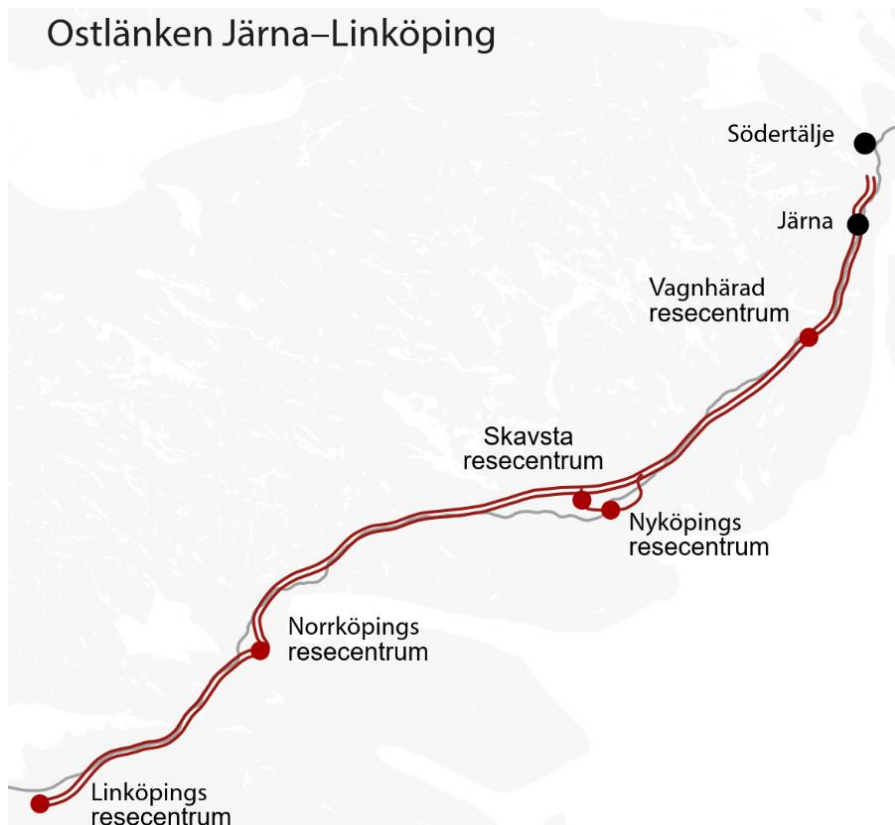 Ostlänken Järna–Linköping
Södertälje
Järna
Vagnhärad
resecentrum
Skavsta
resecentrum
Nyköpings
resecentrum
Norrköpings
resecentrum
Linköpings
resecentrum